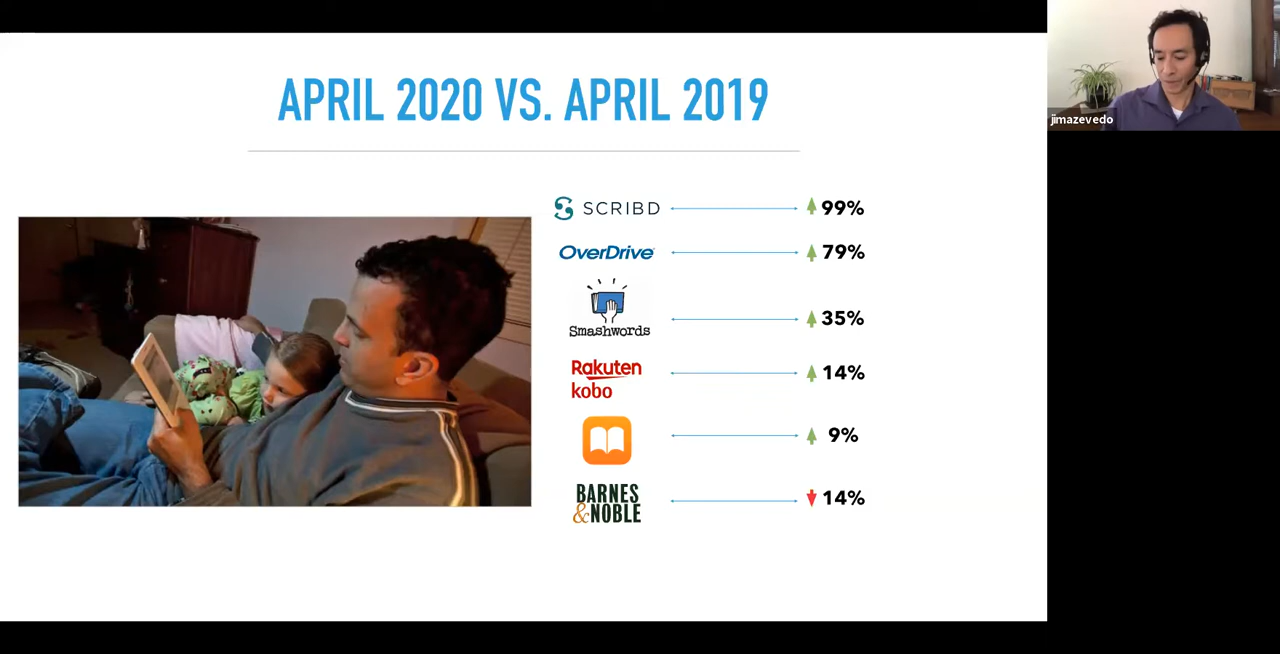 APRIL 2020 VS. APRIL 2019
jimazevedo
SCRIBD
99%
OverDrive
79%
Smashwords
35%
Rakuten
kobo
14%
9%
BARNES
&NOBLE
14%